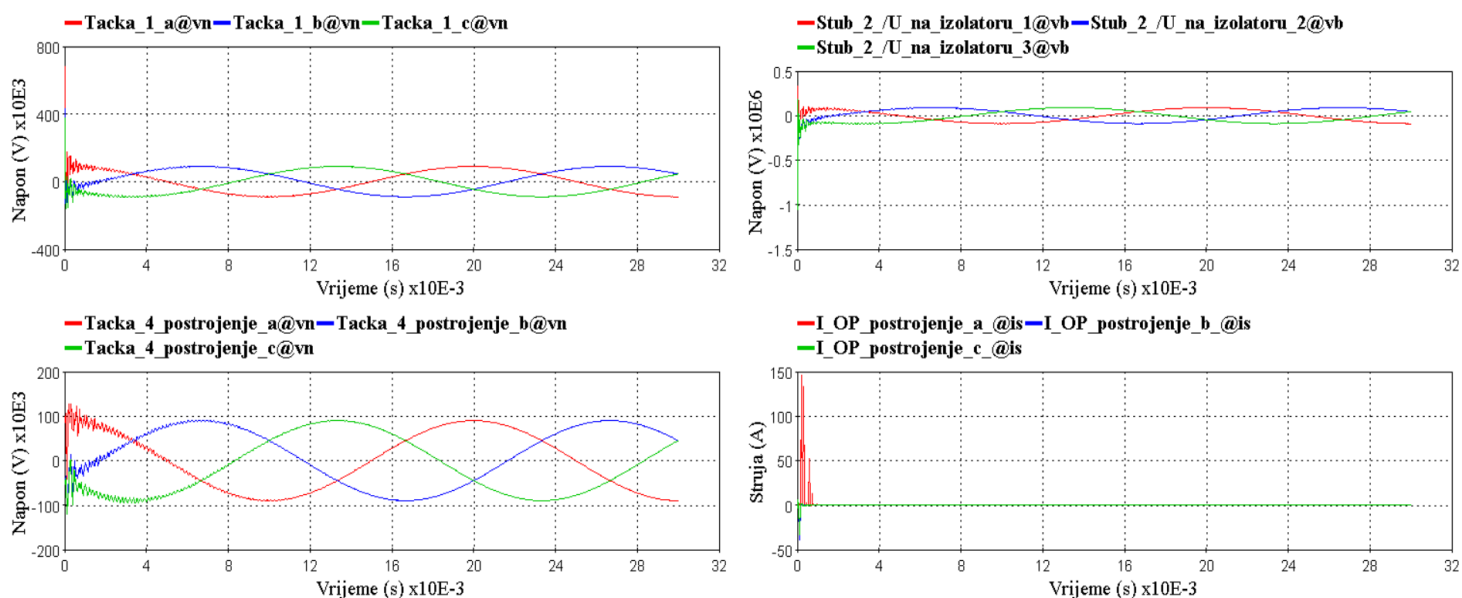 Tacka_1_a@vn Tacka_1_b@vn Tacka_1_c@vn
Napon (V) x10E3
800
400
0
-400
0 4 8 12 16 20 24 28 32
Vrijeme (s) x10E-3
Stub_2_/U_na_izolatoru_1@vb Stub_2_/U_na_izolatoru_2@vb
Stub_2_/U_na_izolatoru_3@vb
Napon (V) x10E6
0.5
0
-0.5
-1
-1.5
0 4 8 12 16 20 24 28 32
Vrijeme (s) x10E-3
Tacka_4_postrojenje_a@vn Tacka_4_postrojenje_b@vn
Tacka_4_postrojenje_c@vn
Napon (V) x10E3
200
100
0
-100
-200
0 4 8 12 16 20 24 28 32
Vrijeme (s) x10E-3
I_OP_postrojenje_a_@is I_OP_postrojenje_b_@is
I_OP_postrojenje_c_@is
Struja (A)
150
100
50
0
-50
0 4 8 12 16 20 24 28 32
Vrijeme (s) x10E-3